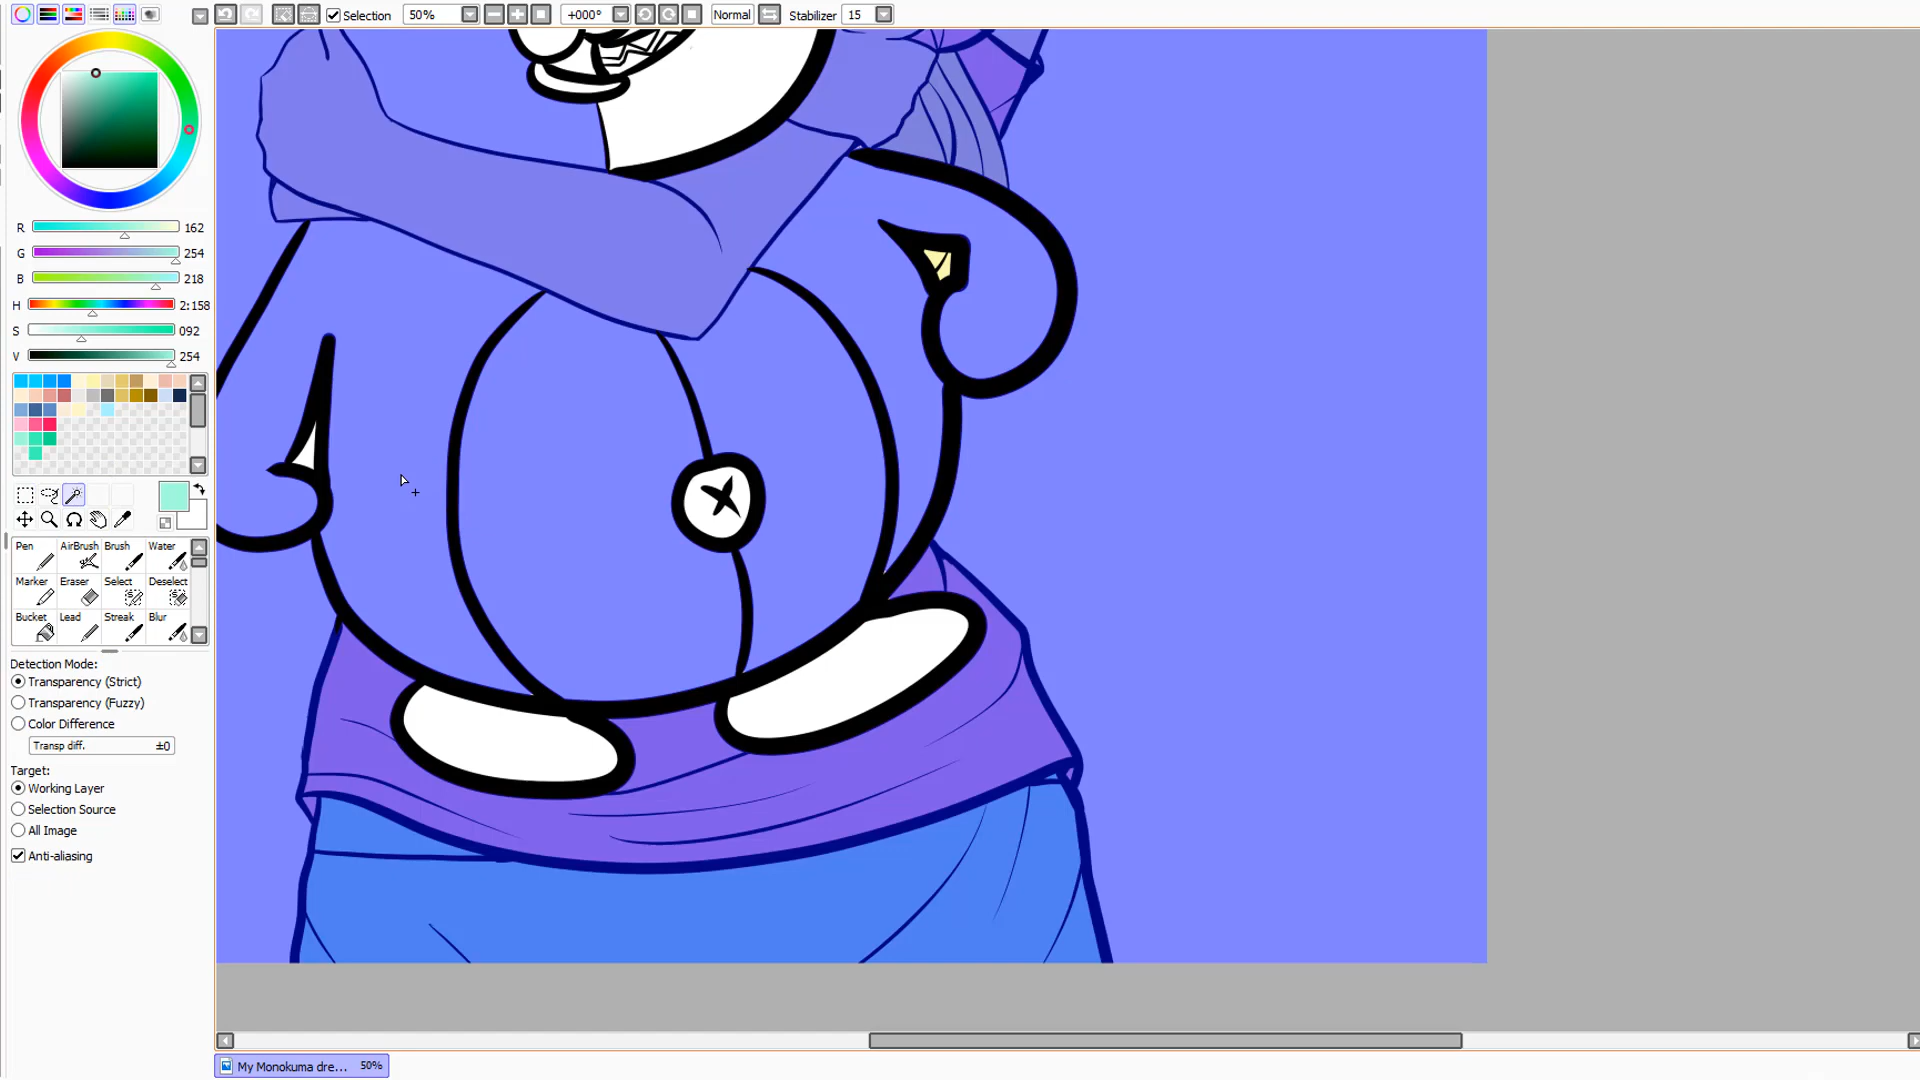 Selection 50% +000° Normal Stabilizer 15
R 162
G 254
B 218
H 2:158
S 092
V 254
Pen AirBrush Brush Water
Marker Eraser Select Deselect
Bucket Lead Streak Blur
Detection Mode:
Transparency (Strict)
Transparency (Fuzzy)
Color Difference
Transp diff. ±0
Target:
Working Layer
Selection Source
All Image
Anti-aliasing
My Monokuma dre... 50%